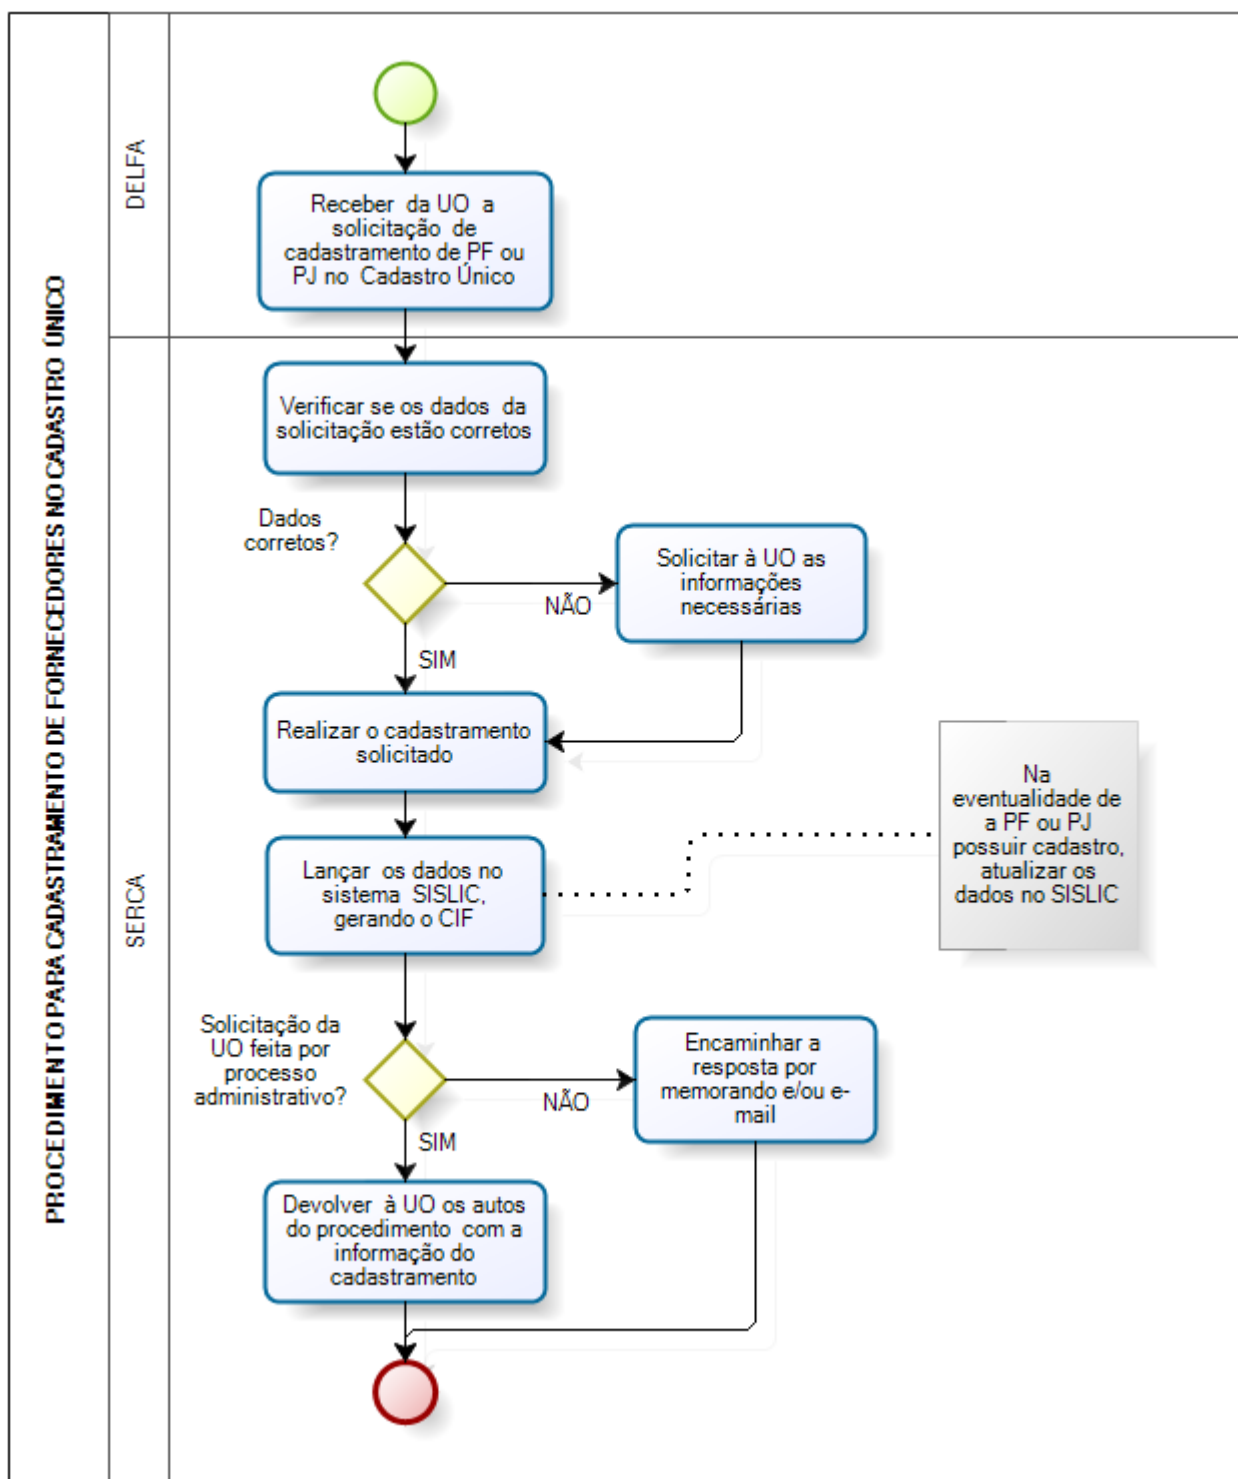 PROCEDIMENTO PARA CADASTRAMENTO DE FORNECEDORES NO CADASTRO ÚNICO
DELFA
Receber da UO a
solicitação de
cadastramento de PF ou
PJ no Cadastro Único
SERCA
Verificar se os dados da
solicitação estão corretos
Dados
corretos?
NÃO
Solicitar à UO as
informações
necessárias
SIM
Realizar o cadastramento
solicitado
Na
eventualidade de
a PF ou PJ
possuir cadastro,
atualizar os
dados no SISLIC
Lançar os dados no
sistema SISLIC,
gerando o CIF
Solicitação da
UO feita por
processo
administrativo?
NÃO
Encaminhar a
resposta por
memorando e/ou e-
mail
SIM
Devolver à UO os autos
do procedimento com a
informação do
cadastramento